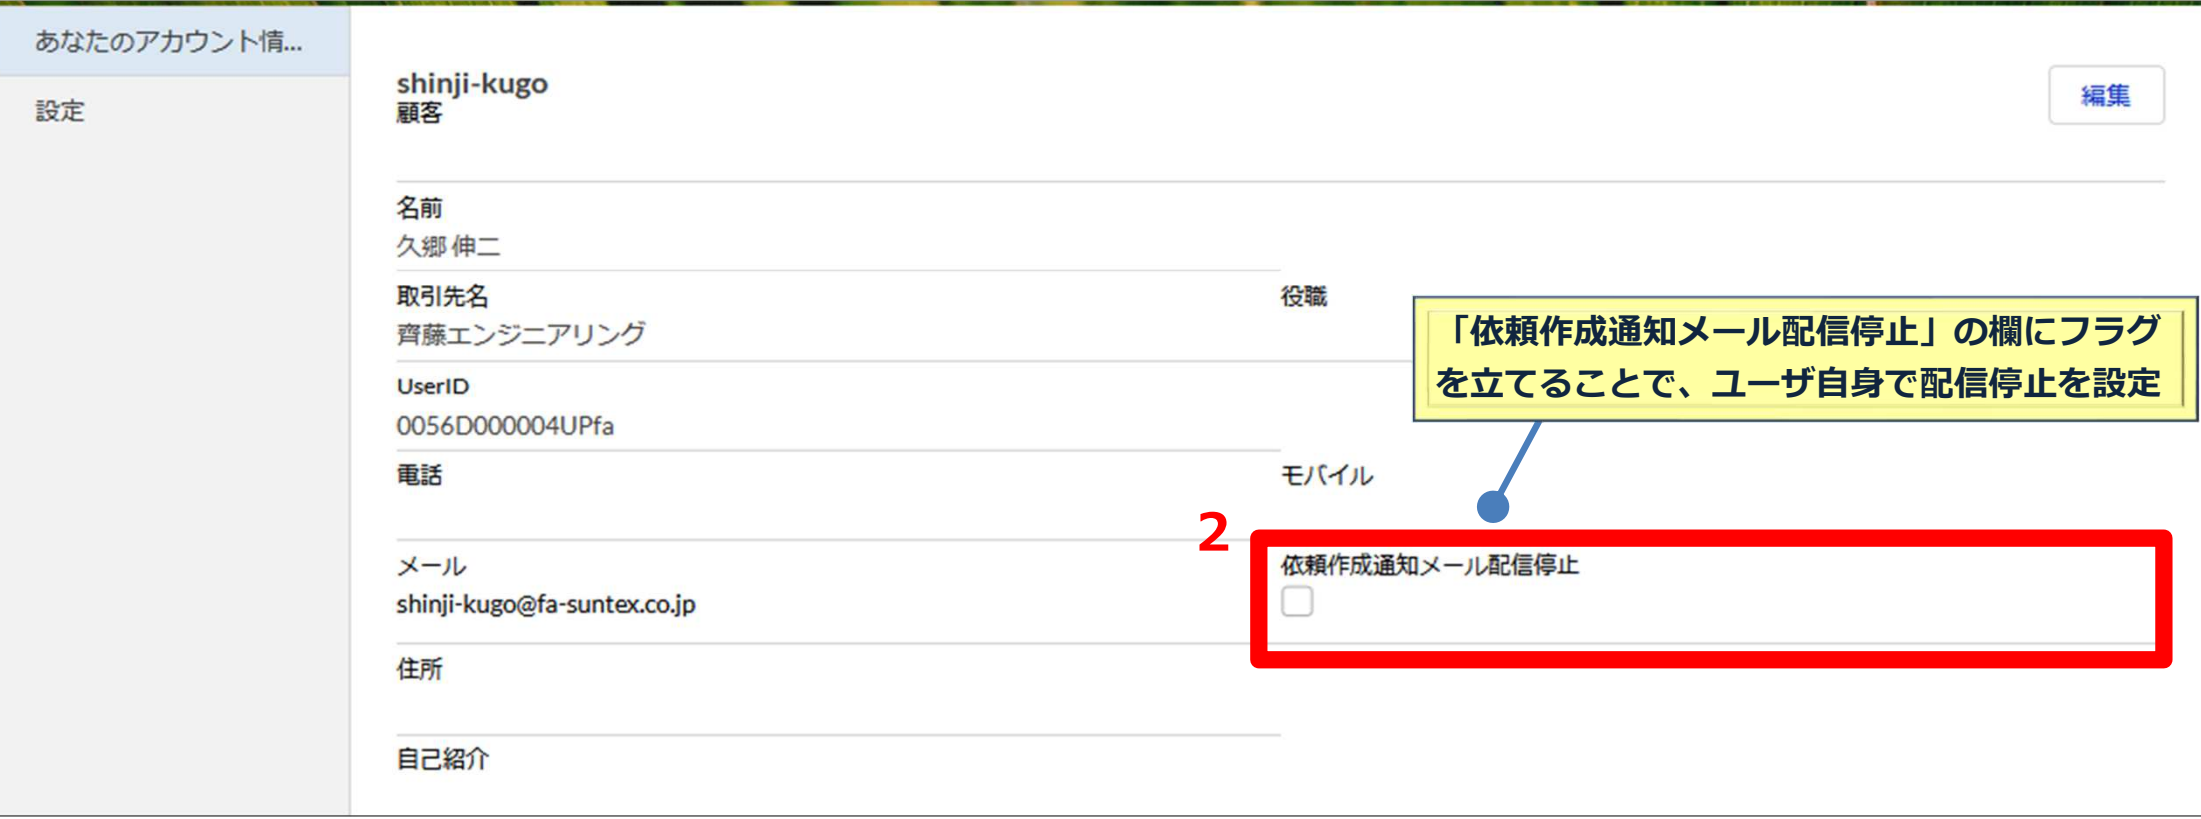 あなたのアカウント情...
設定
shinji-kugo
顧客
編集
名前
久郷 伸二
取引先名
齊藤エンジニアリング
役職
「依頼作成通知メール配信停止」の欄にフラグ
を立てることで、ユーザ自身で配信停止を設定
UserID
0056D000004UPfa
電話
モバイル
2
メール
shinji-kugo@fa-suntex.co.jp
依頼作成通知メール配信停止
住所
自己紹介